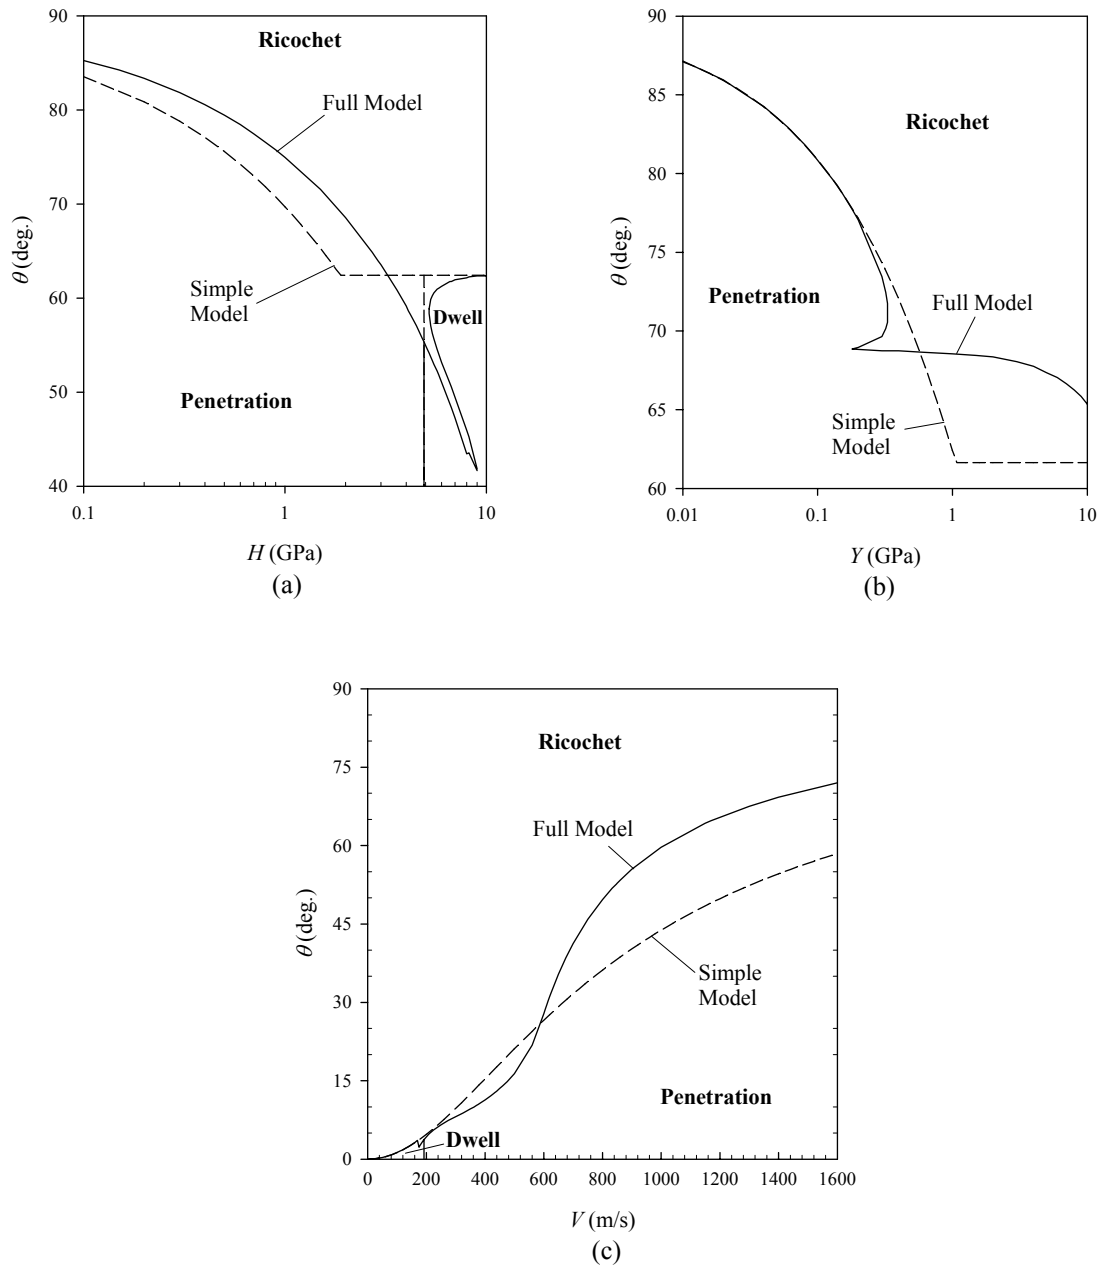 90
80
70
60
50
40
θ (deg.)
Ricochet
Full Model
Simple
Model
Dwell
Penetration
0.1
1
10
H (GPa)
(a)
90
85
80
75
70
65
60
θ (deg.)
Ricochet
Penetration
Full Model
Simple
Model
0.01
0.1
1
10
Y (GPa)
(b)
90
75
60
45
30
15
0
θ (deg.)
Ricochet
Full Model
Simple
Model
Penetration
Dwell
0
200
400
600
800
1000
1200
1400
1600
V (m/s)
(c)